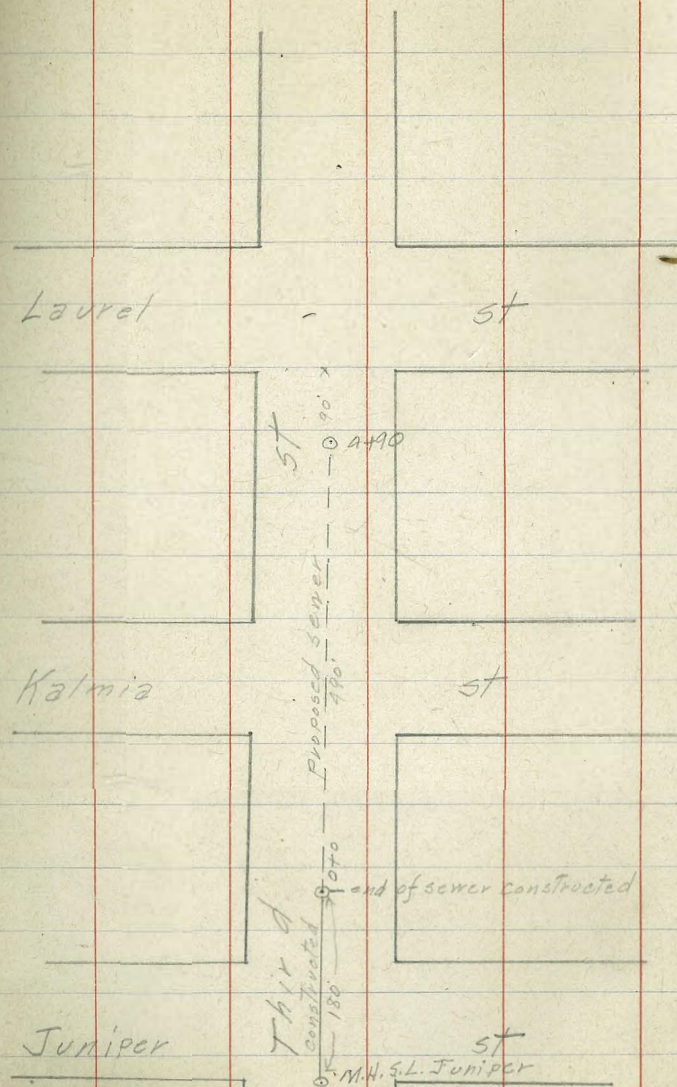 Laurel St
90'
St
4+90
Proposed sewer
490'
Kalmia St
0+0
end of sewer constructed
Third
constructed
180'
Juniper St
M.H. S.L. Juniper